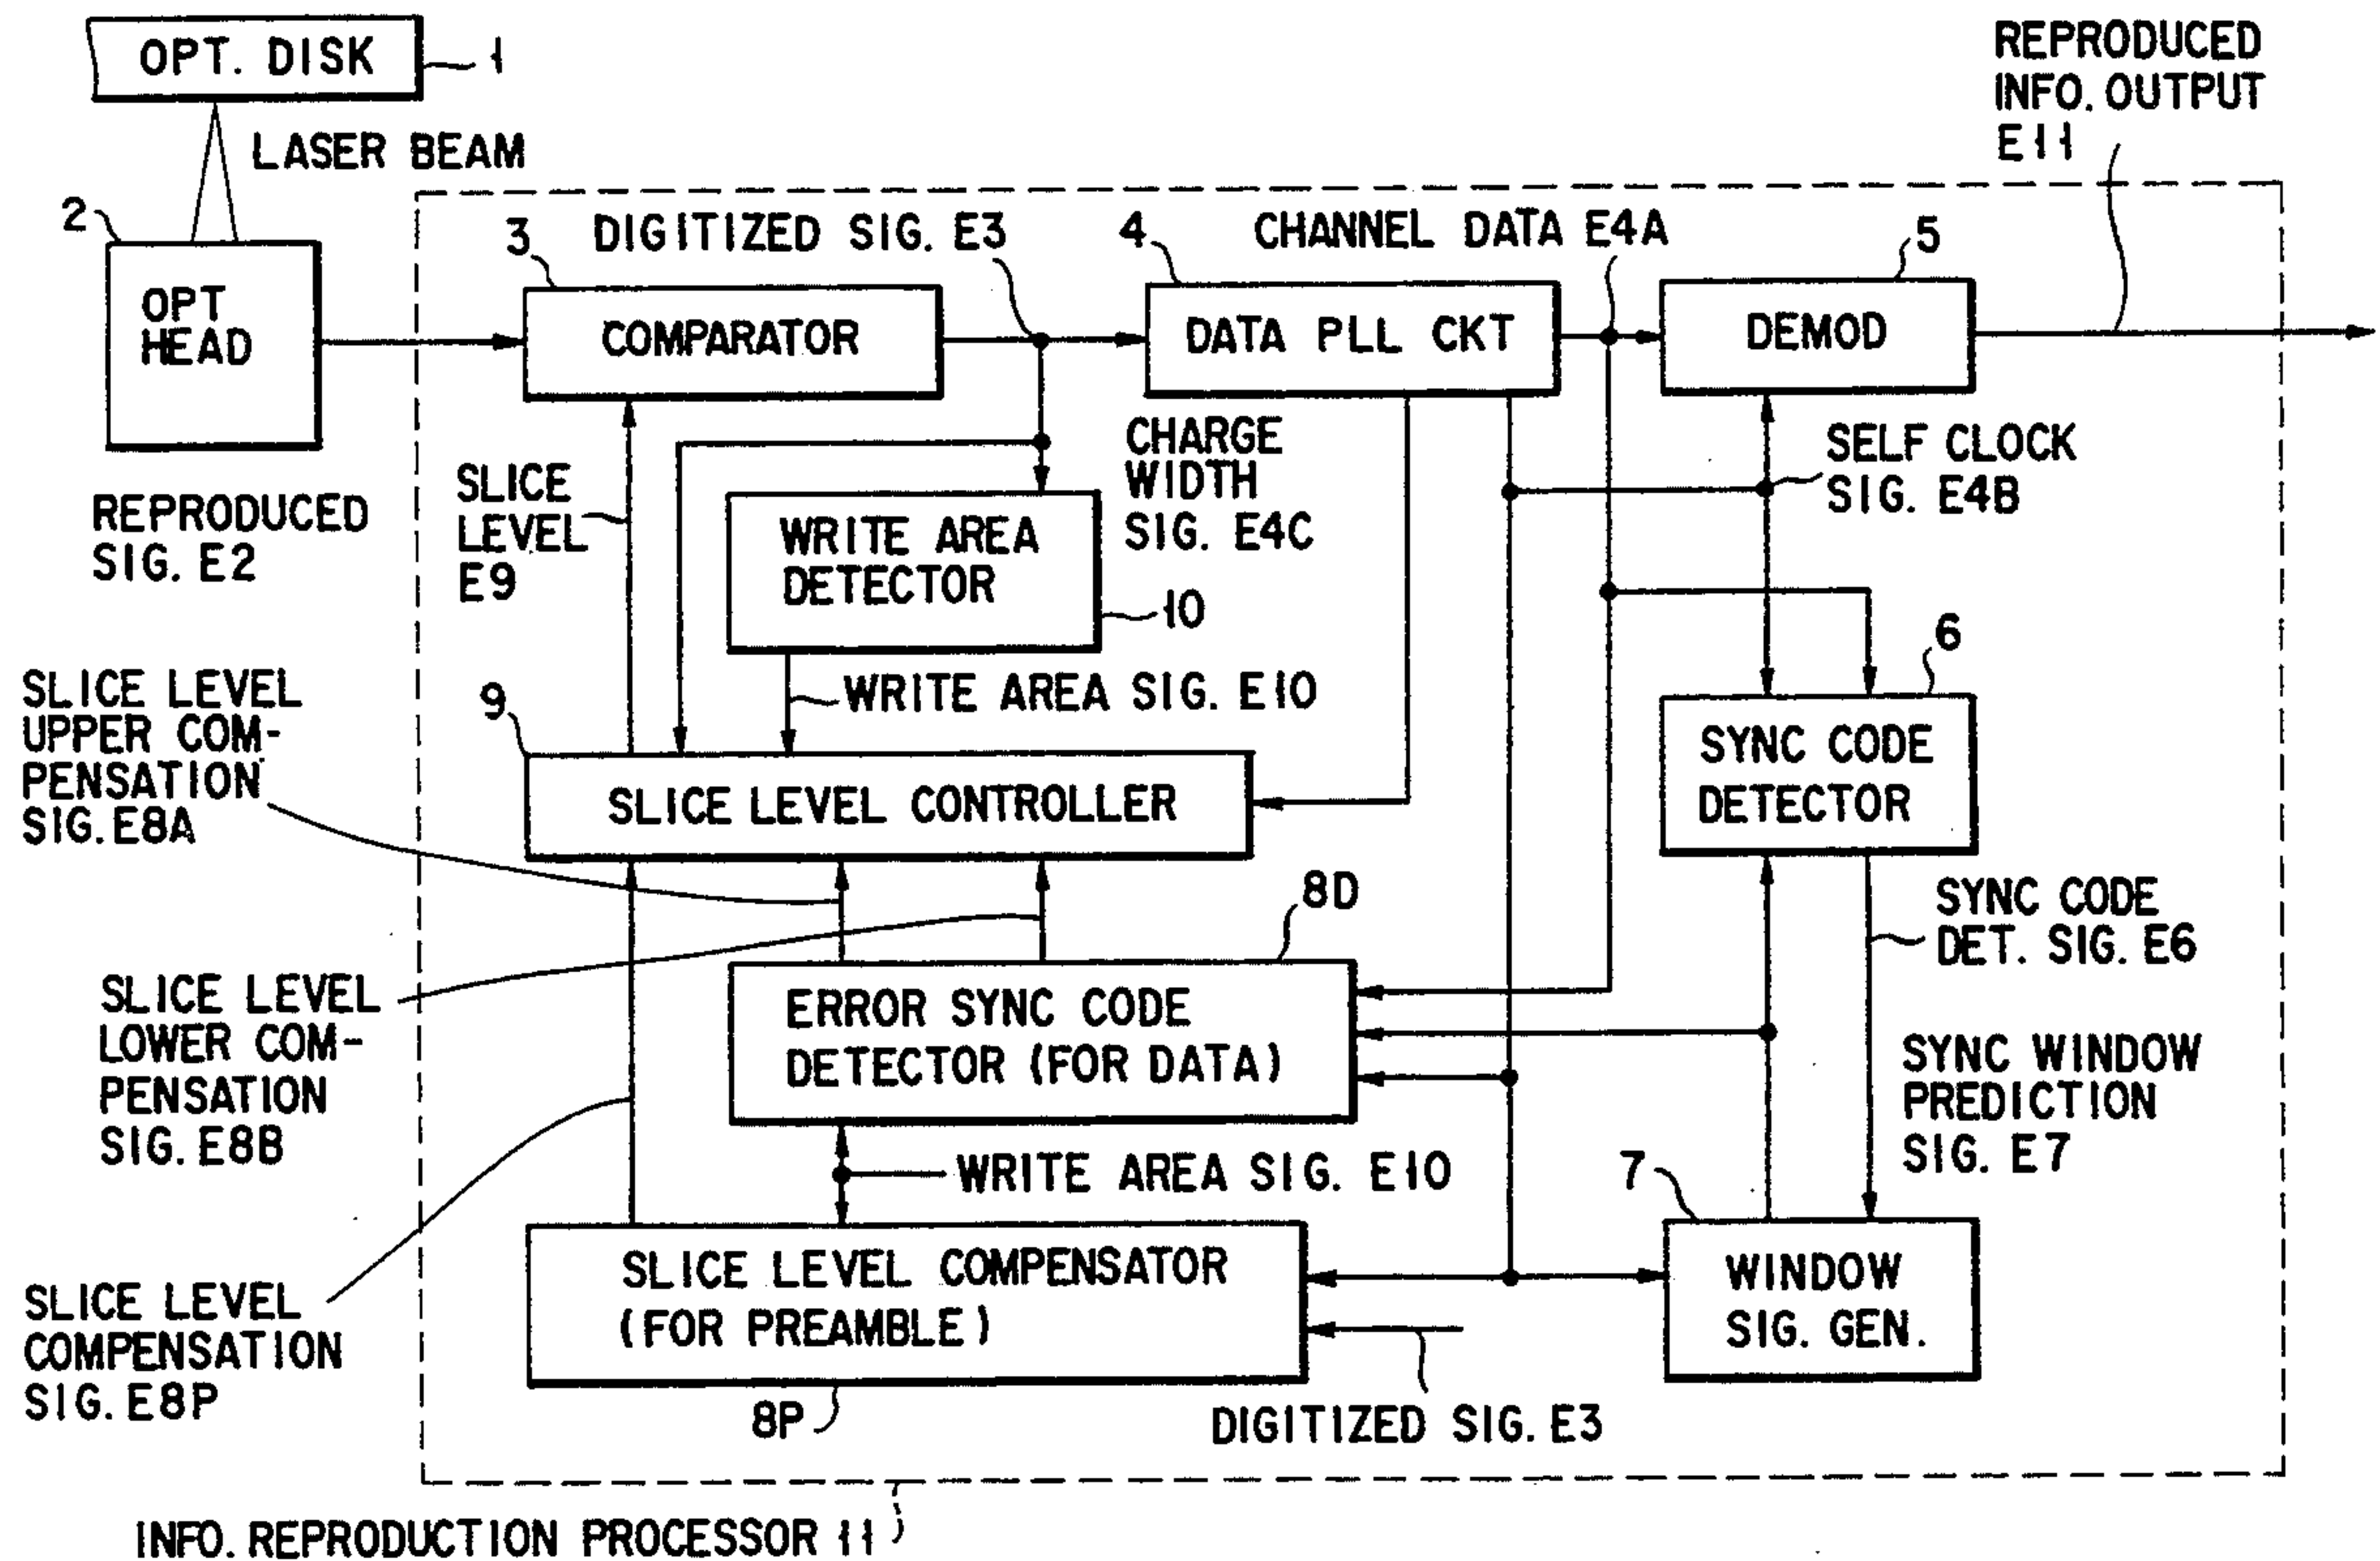 OPT. DISK
1
LASER BEAM
REPRODUCED
INFO. OUTPUT
E11
2
OPT
HEAD
REPRODUCED
SIG. E2
3
DIGITIZED SIG. E3
COMPARATOR
4
CHANNEL DATA E4A
DATA PLL CKT
5
DEMOD
SLICE
LEVEL
E9
CHARGE
WIDTH
SIG. E4C
SELF CLOCK
SIG. E4B
WRITE AREA
DETECTOR
10
WRITE AREA SIG. E10
6
SYNC CODE
DETECTOR
SLICE LEVEL
UPPER COM-
PENSATION
SIG. E8A
9
SLICE LEVEL CONTROLLER
8D
SYNC CODE
DET. SIG. E6
SLICE LEVEL
LOWER COM-
PENSATION
SIG. E8B
ERROR SYNC CODE
DETECTOR (FOR DATA)
SYNC WINDOW
PREDICTION
SIG. E7
WRITE AREA SIG. E10
7
WINDOW
SIG. GEN.
SLICE LEVEL
COMPENSATION
SIG. E8P
SLICE LEVEL COMPENSATOR
(FOR PREAMBLE)
8P
DIGITIZED SIG. E3
INFO. REPRODUCTION PROCESSOR 11